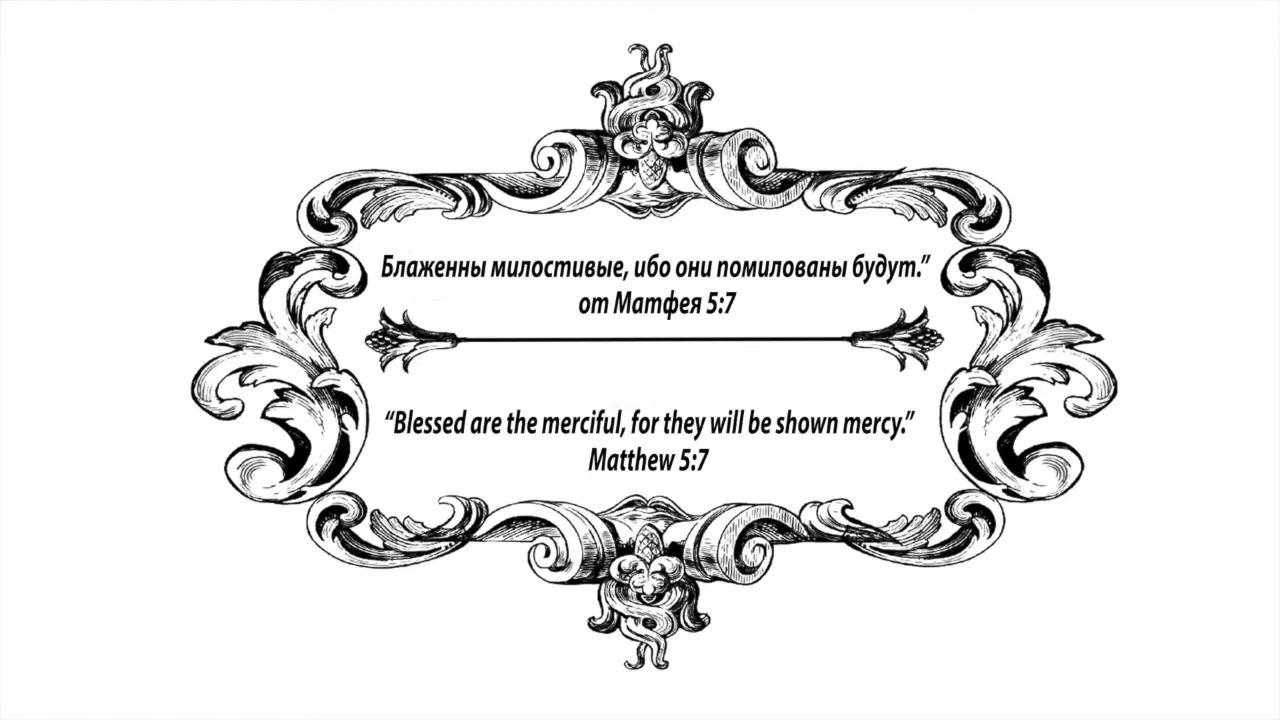 Блаженны милостивые, ибо они помилованы будут.”
от Матфея 5:7
“Blessed are the merciful, for they will be shown mercy.”
Matthew 5:7